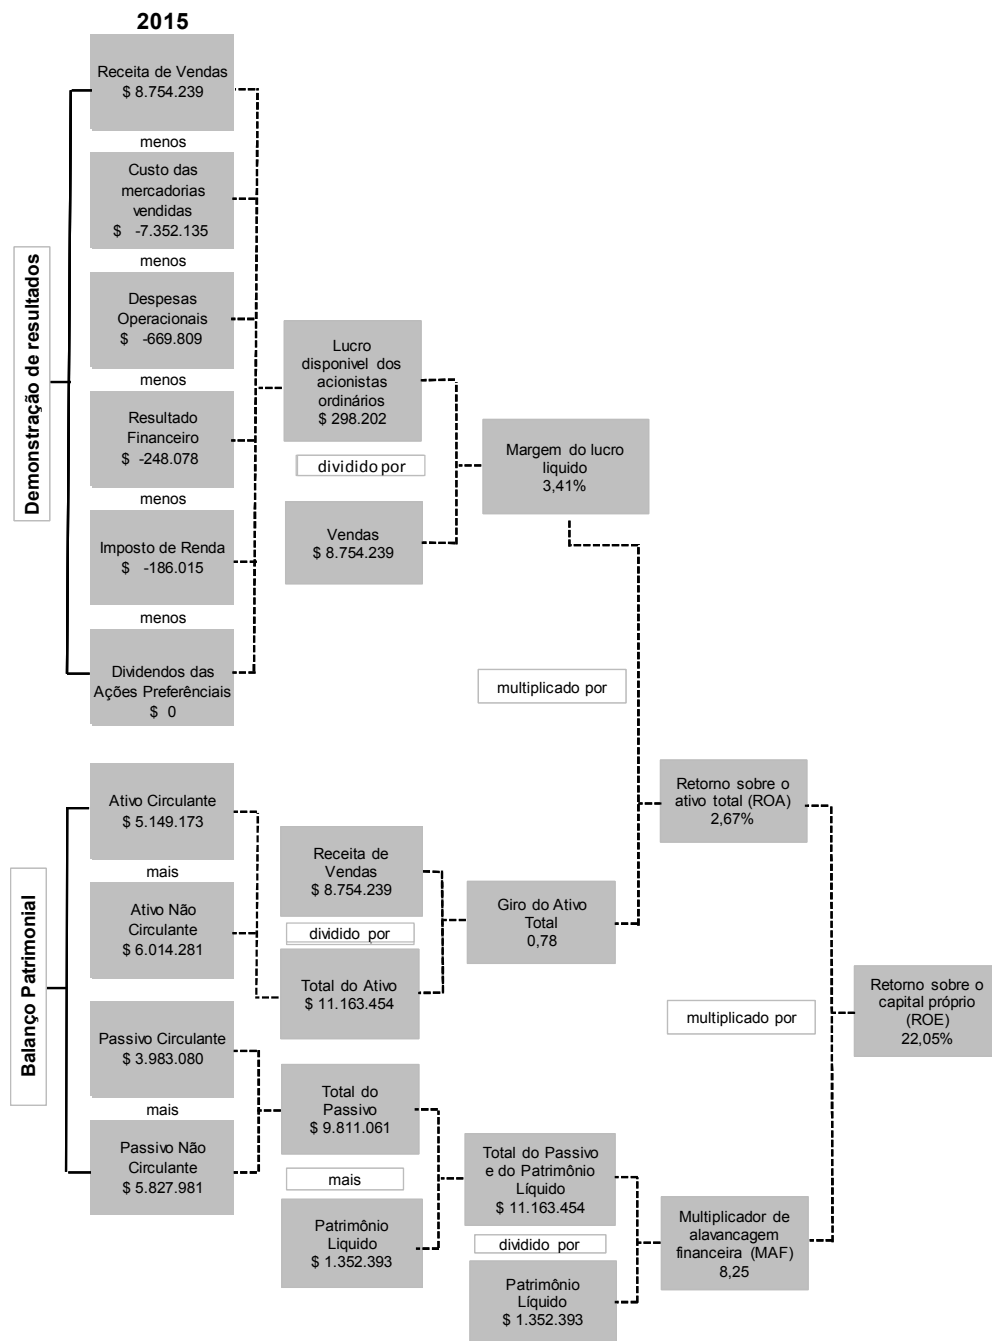 2015
Demonstração de resultados
Receita de Vendas
$ 8.754.239
menos
Custo das
mercadorias
vendidas
$ -7.352.135
menos
Despesas
Operacionais
$ -669.809
menos
Resultado
Financeiro
$ -248.078
menos
Imposto de Renda
$ -186.015
menos
Dividendos das
Ações Preferênciais
$ 0
Lucro
disponivel dos
acionistas
ordinários
$ 298.202
dividido por
Vendas
$ 8.754.239
Margem do lucro
liquido
3,41%
multiplicado por
Balanço Patrimonial
Ativo Circulante
$ 5.149.173
mais
Ativo Não
Circulante
$ 6.014.281
Passivo Circulante
$ 3.983.080
mais
Passivo Não
Circulante
$ 5.827.981
Receita de
Vendas
$ 8.754.239
dividido por
Total do Ativo
$ 11.163.454
Giro do Ativo
Total
0,78
Retorno sobre o
ativo total (ROA)
2,67%
Total do
Passivo
$ 9.811.061
mais
Patrimônio
Liquido
$ 1.352.393
Total do Passivo
e do Patrimônio
Líquido
$ 11.163.454
dividido por
Patrimônio
Líquido
$ 1.352.393
Multiplicador de
alavancagem
financeira (MAF)
8,25
multiplicado por
Retorno sobre o
capital próprio
(ROE)
22,05%